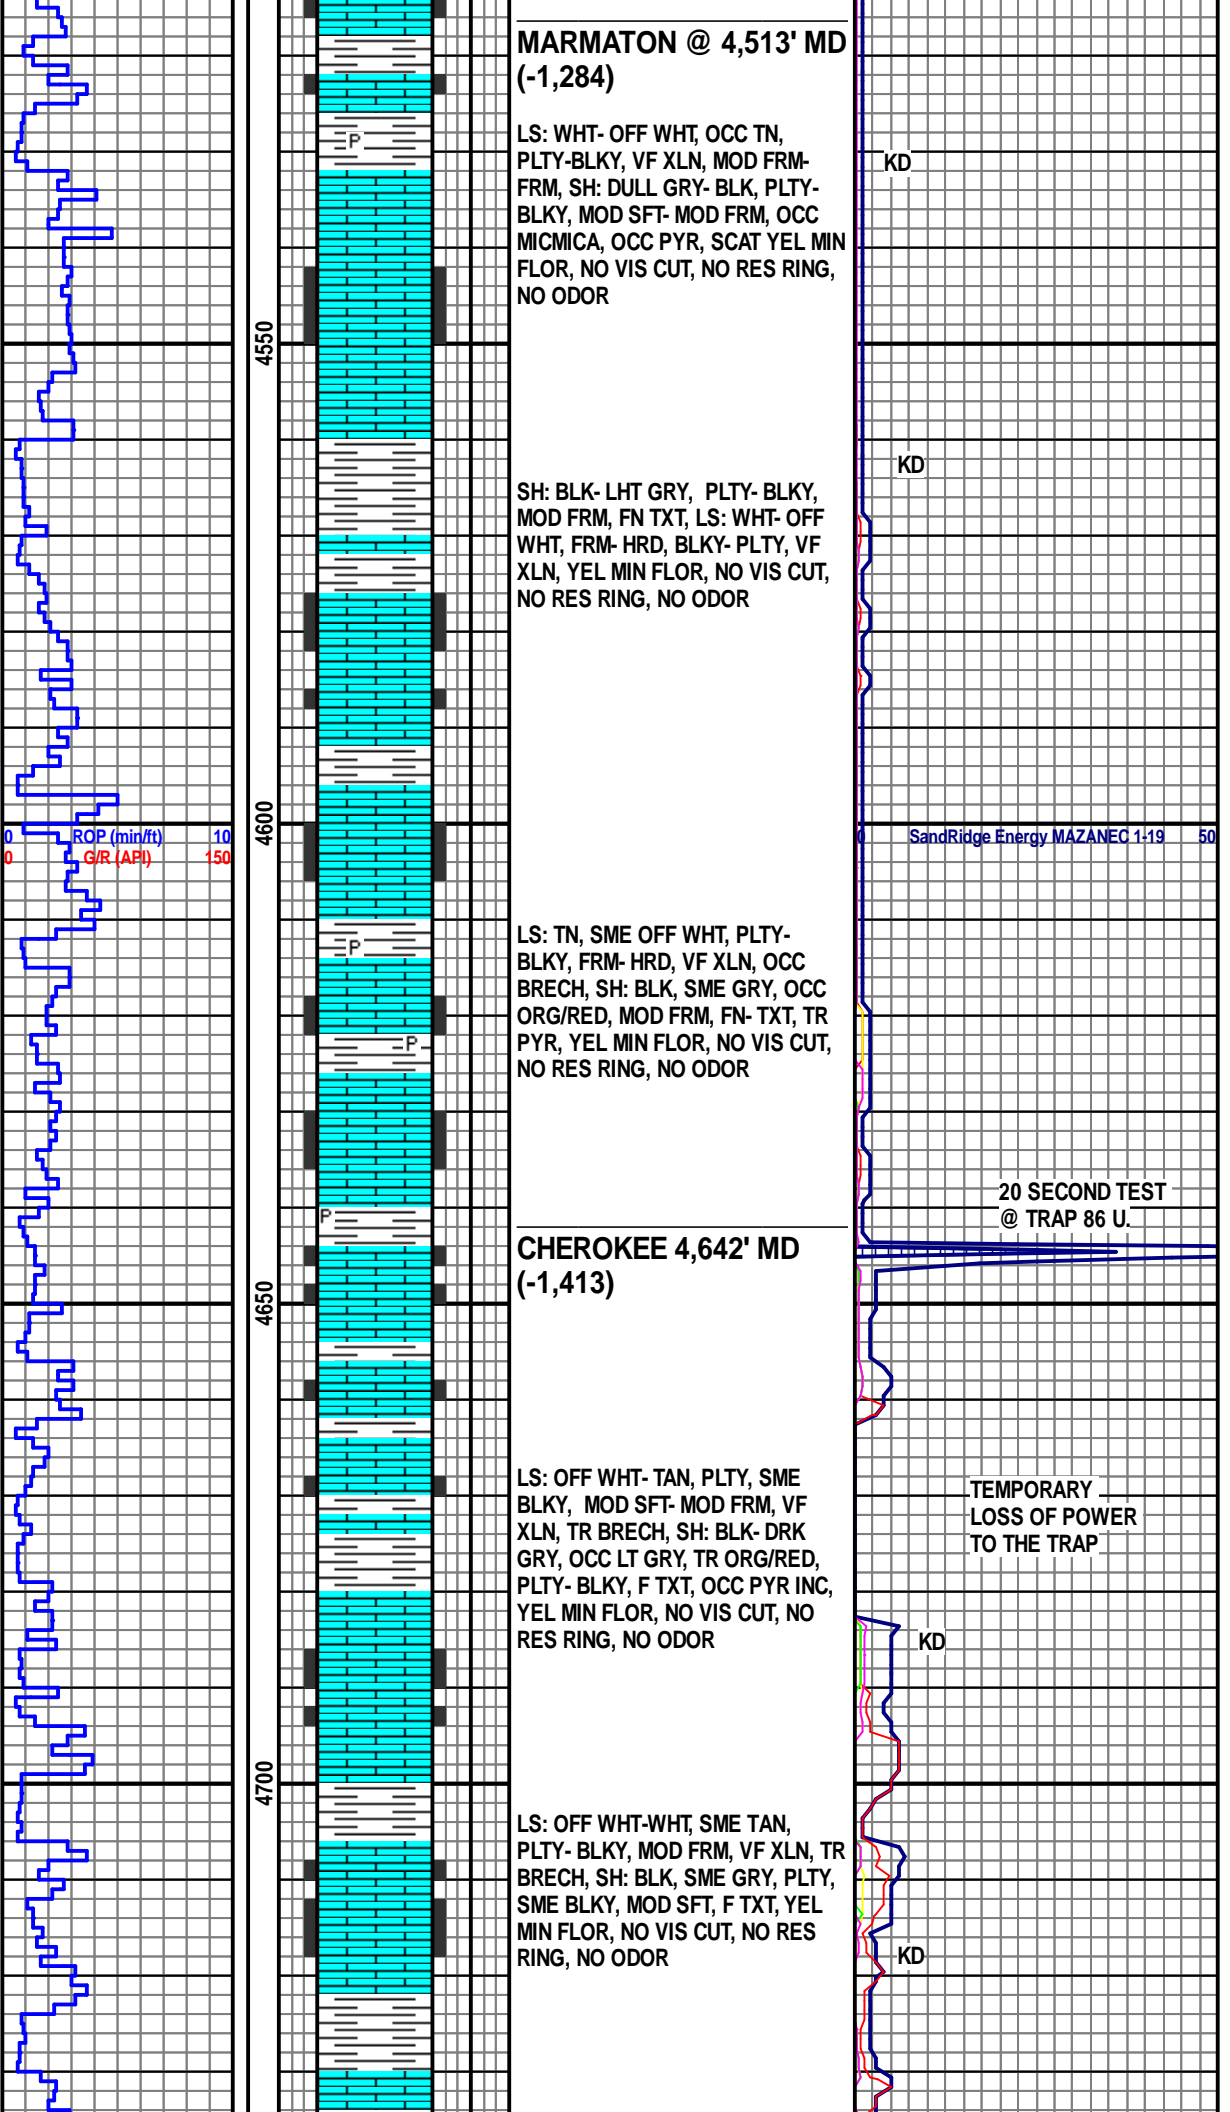 MARMATON @ 4,513' MD
(-1,284)
P
LS: WHT- OFF WHT, OCC TN,
PLTY-BLKY, VF XLN, MOD FRM-
FRM, SH: DULL GRY- BLK, PLTY-
BLKY, MOD SFT- MOD FRM, OCC
MICMICA, OCC PYR, SCAT YEL MIN
FLOR, NO VIS CUT, NO RES RING,
NO ODOR
KD
4550
KD
SH: BLK- LHT GRY, PLTY- BLKY,
MOD FRM, FN TXT, LS: WHT- OFF
WHT, FRM- HRD, BLKY- PLTY, VF
XLN, YEL MIN FLOR, NO VIS CUT,
NO RES RING, NO ODOR
4600
0 ROP (min/ft) 10
0 G/R (API) 150
0 SandRidge Energy MAZANEC 1-19 50
P
LS: TN, SME OFF WHT, PLTY-
BLKY, FRM- HRD, VF XLN, OCC
BRECH, SH: BLK, SME GRY, OCC
ORG/RED, MOD FRM, FN- TXT, TR
PYR, YEL MIN FLOR, NO VIS CUT,
NO RES RING, NO ODOR
P
P
20 SECOND TEST
@ TRAP 86 U.
CHEROKEE 4,642' MD
(-1,413)
4650
LS: OFF WHT- TAN, PLTY, SME
BLKY, MOD SFT- MOD FRM, VF
XLN, TR BRECH, SH: BLK- DRK
GRY, OCC LT GRY, TR ORG/RED,
PLTY- BLKY, F TXT, OCC PYR INC,
YEL MIN FLOR, NO VIS CUT, NO
RES RING, NO ODOR
TEMPORARY
LOSS OF POWER
TO THE TRAP
KD
4700
LS: OFF WHT-WHT, SME TAN,
PLTY- BLKY, MOD FRM, VF XLN, TR
BRECH, SH: BLK, SME GRY, PLTY,
SME BLKY, MOD SFT, F TXT, YEL
MIN FLOR, NO VIS CUT, NO RES
RING, NO ODOR
KD